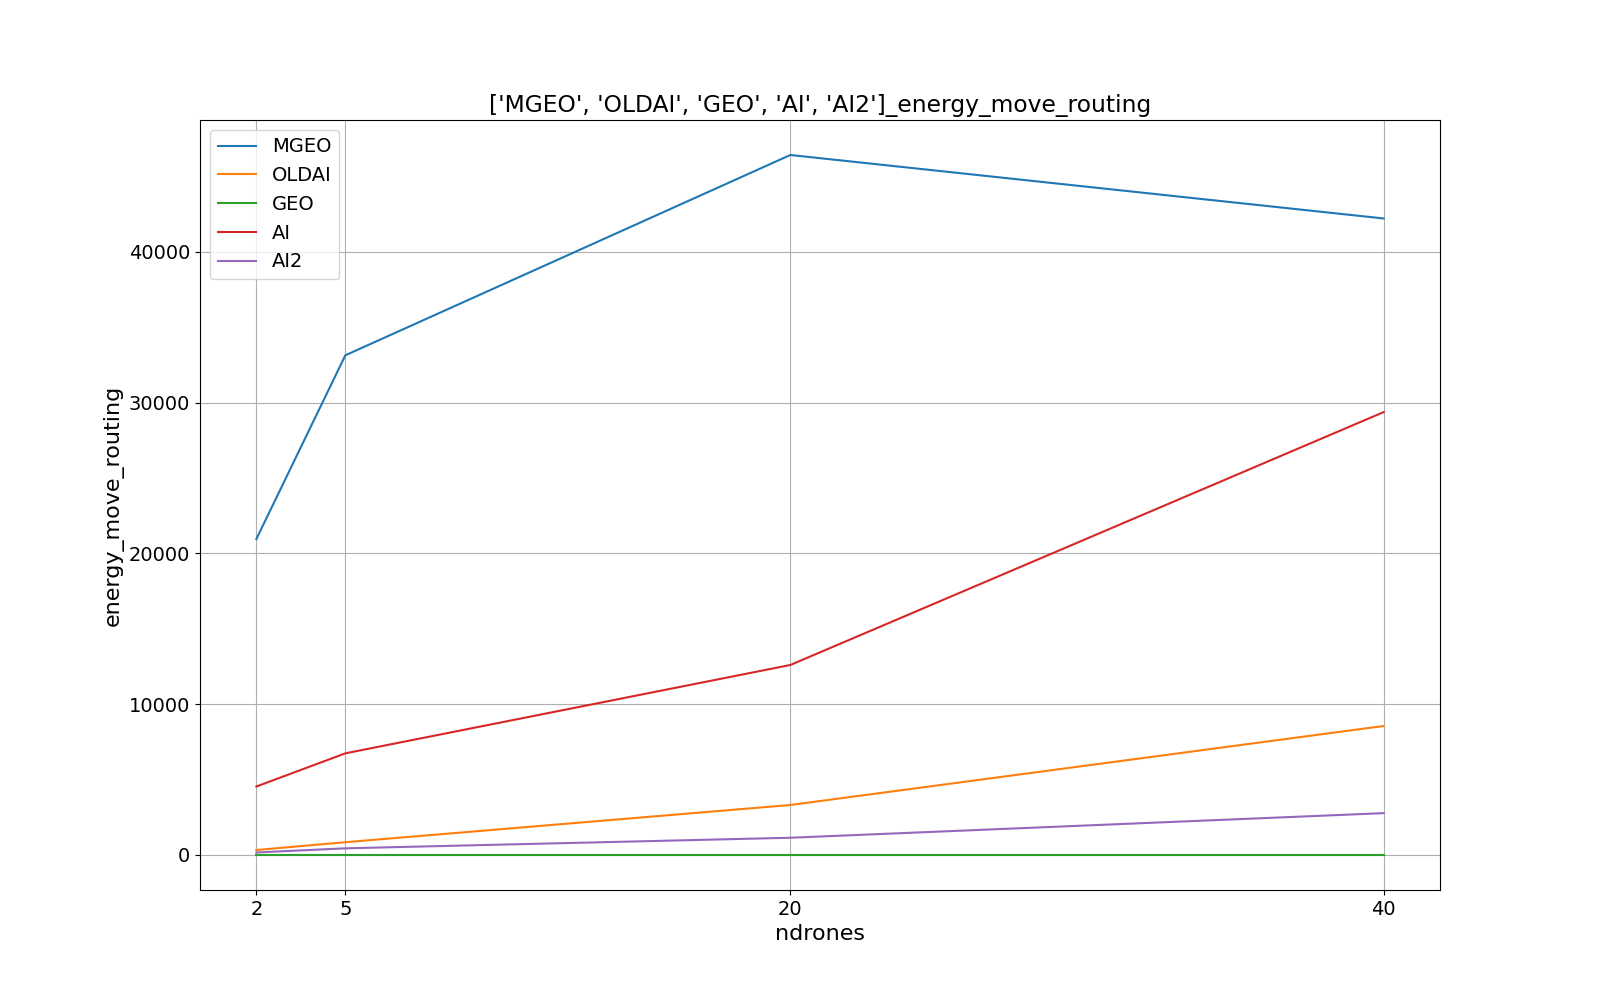 ['MGEO', 'OLDAI', 'GEO', 'AI', 'AI2']_energy_move_routing
MGEO
OLDAI
GEO
AI
AI2
energy_move_routing
40000
30000
20000
10000
0
2 5 20 40
ndrones